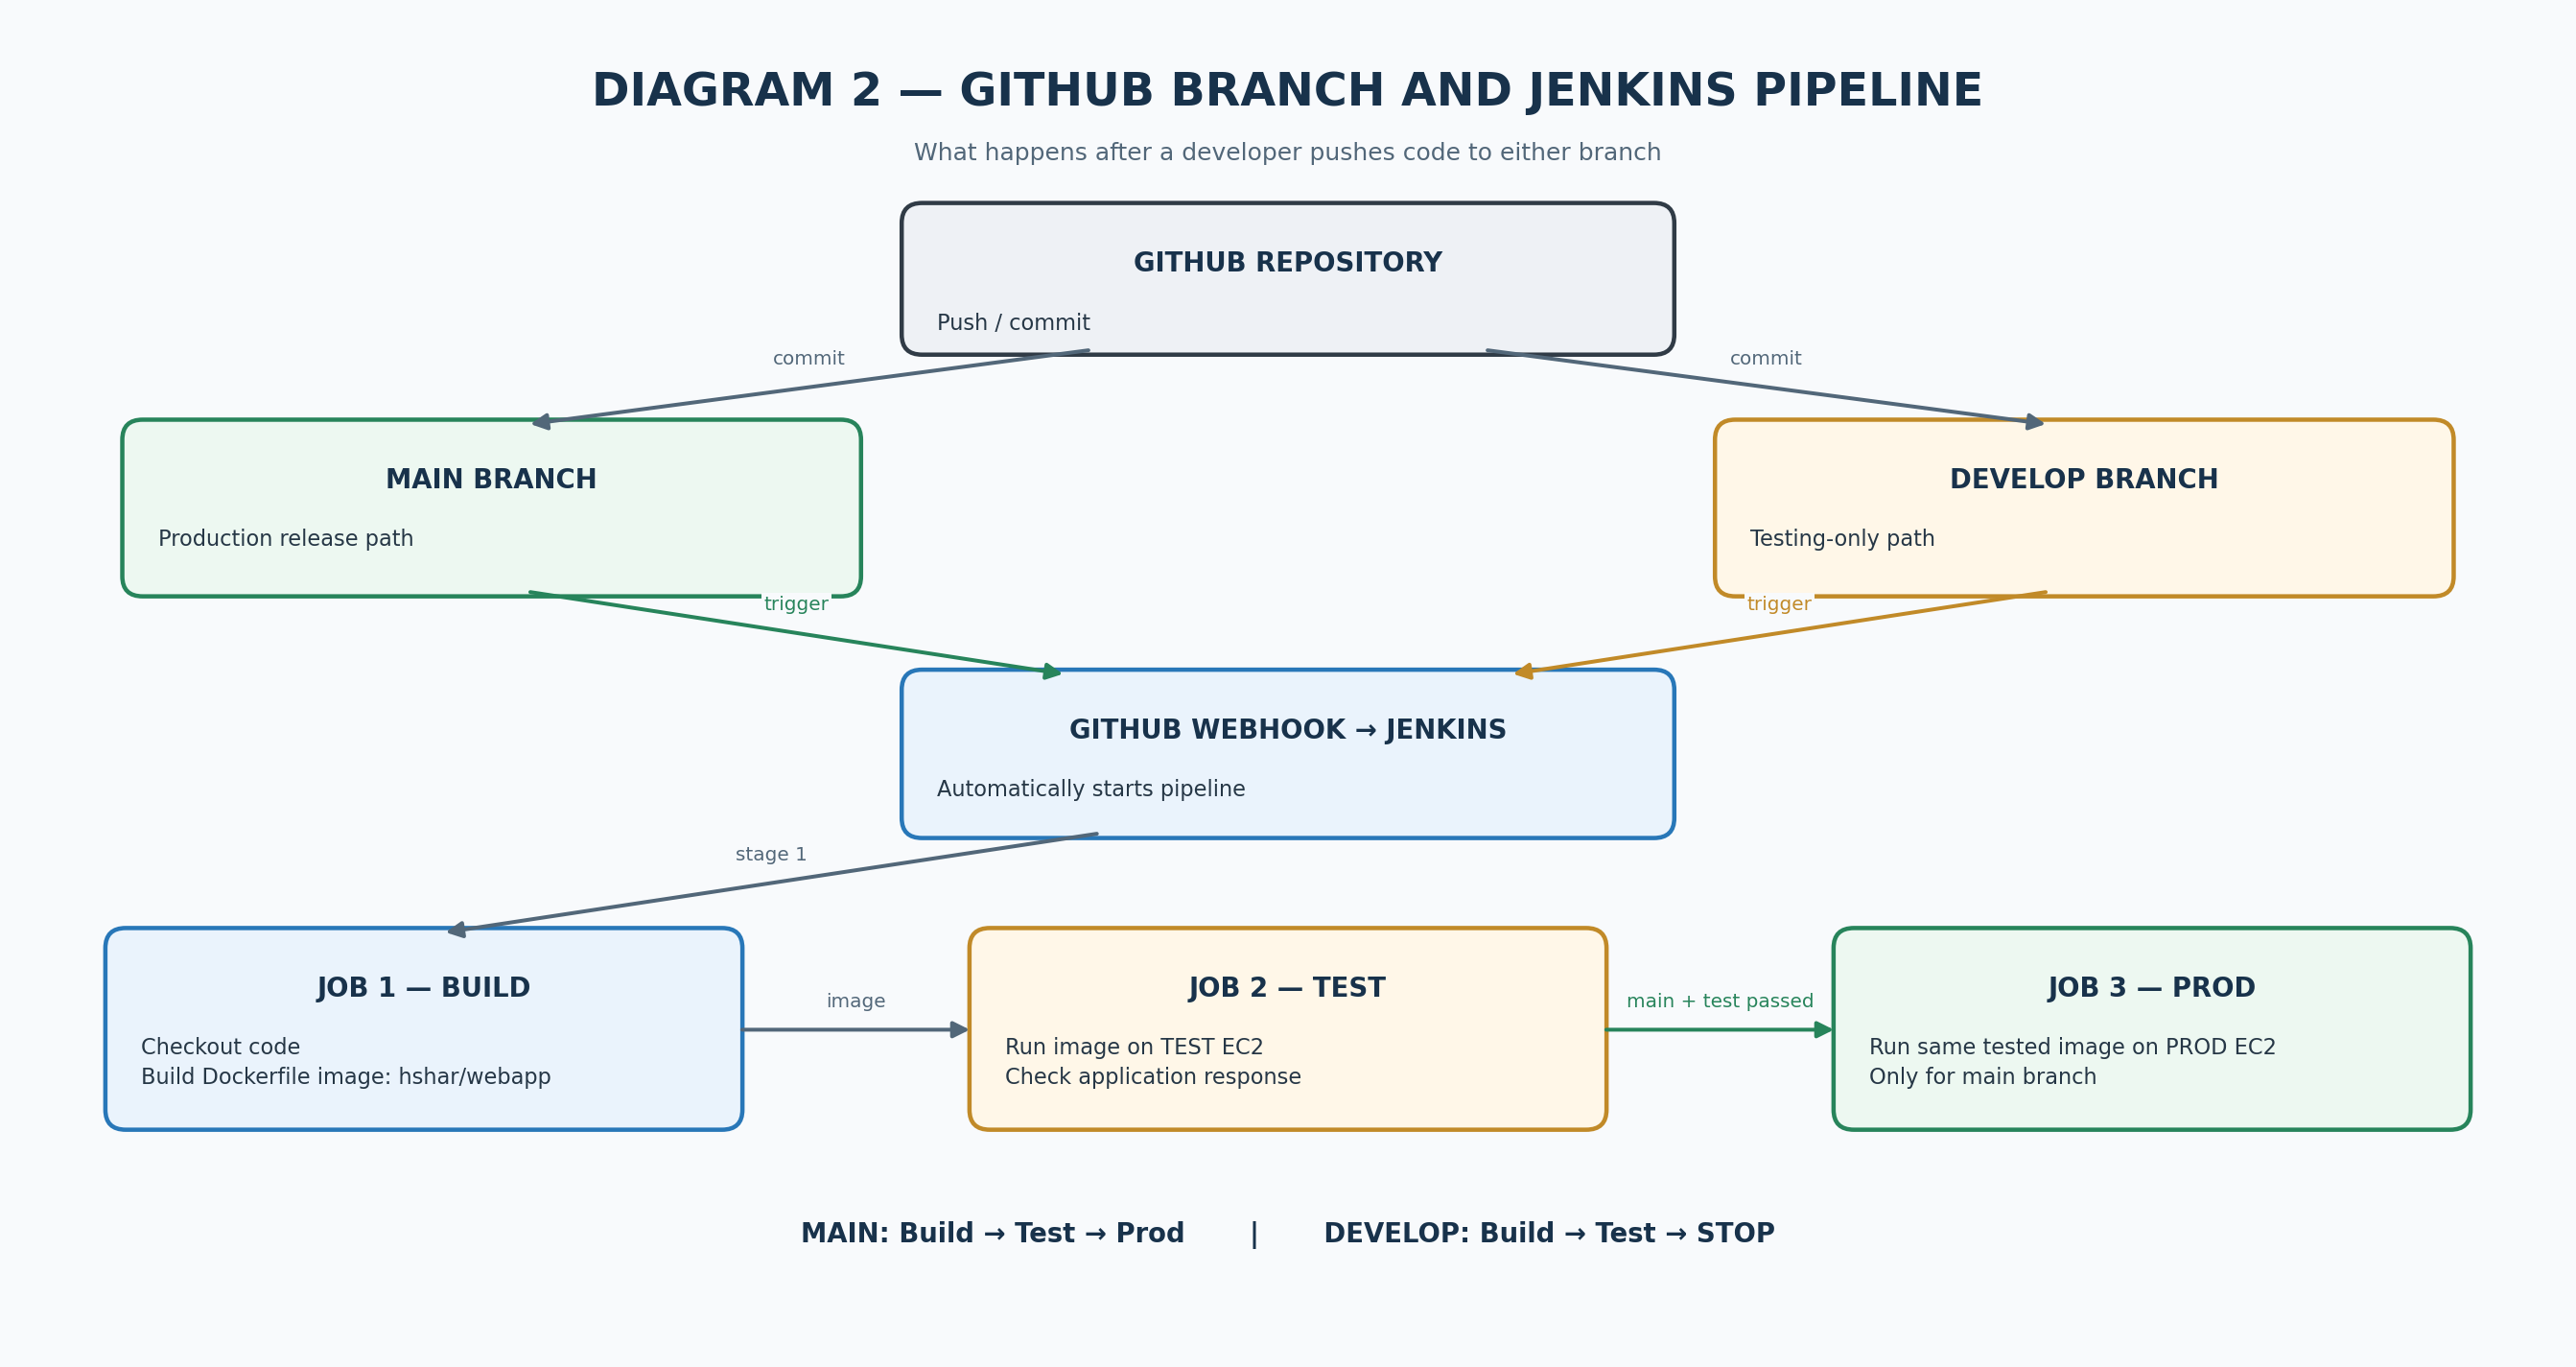 DIAGRAM 2 — GITHUB BRANCH AND JENKINS PIPELINE
What happens after a developer pushes code to either branch
GITHUB REPOSITORY
Push / commit
commit
commit
MAIN BRANCH
Production release path
DEVELOP BRANCH
Testing-only path
trigger
trigger
GITHUB WEBHOOK → JENKINS
Automatically starts pipeline
stage 1
JOB 1 — BUILD
Checkout code
Build Dockerfile image: hshar/webapp
image
JOB 2 — TEST
Run image on TEST EC2
Check application response
main + test passed
JOB 3 — PROD
Run same tested image on PROD EC2
Only for main branch
MAIN: Build → Test → Prod | DEVELOP: Build → Test → STOP